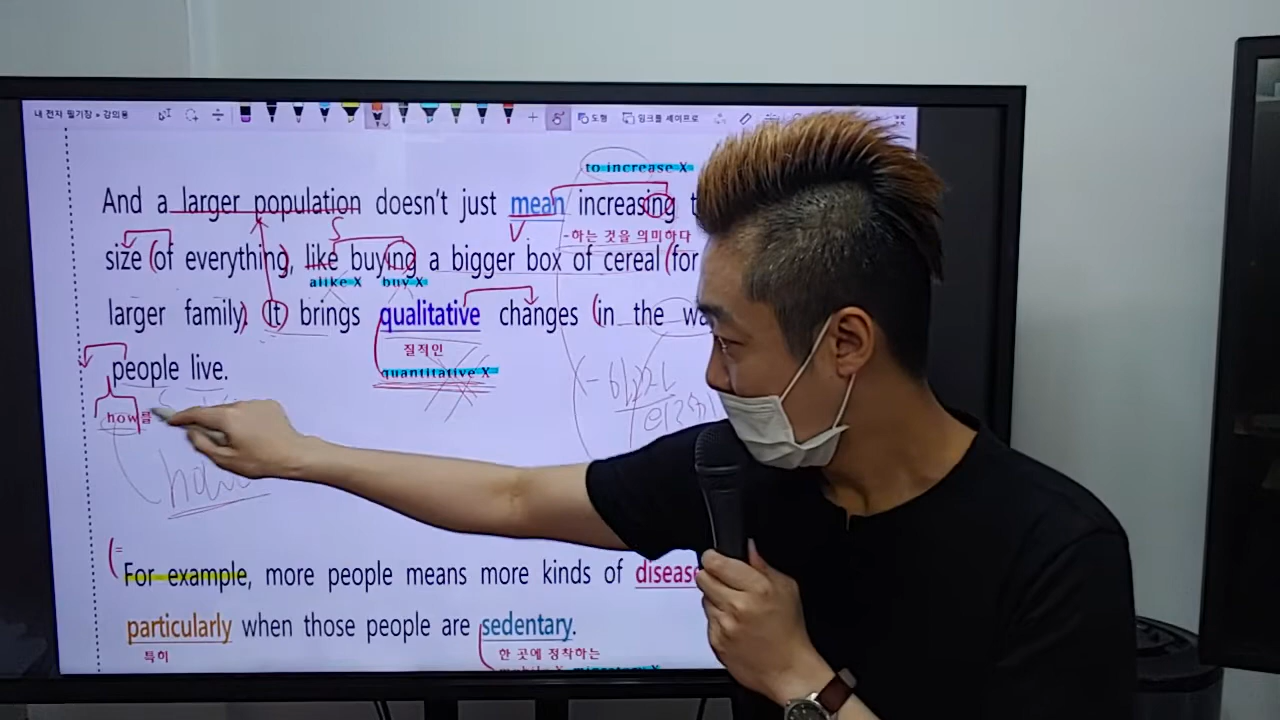 내 전자 필기장 » 강의용
도형
잉크를 셰이프로
to increase X
And a larger population doesn't just mean increasing t
-하는 것을 의미하다
size (of everything), like buying a bigger box of cereal (for
alike X buy X
larger family). It brings qualitative changes (in the wa
질적인
people live.
quantitative X
how를
S
V
how
For example, more people means more kinds of diseas
particularly when those people are sedentary.
특히
한 곳에 정착하는
mobile X migratory X